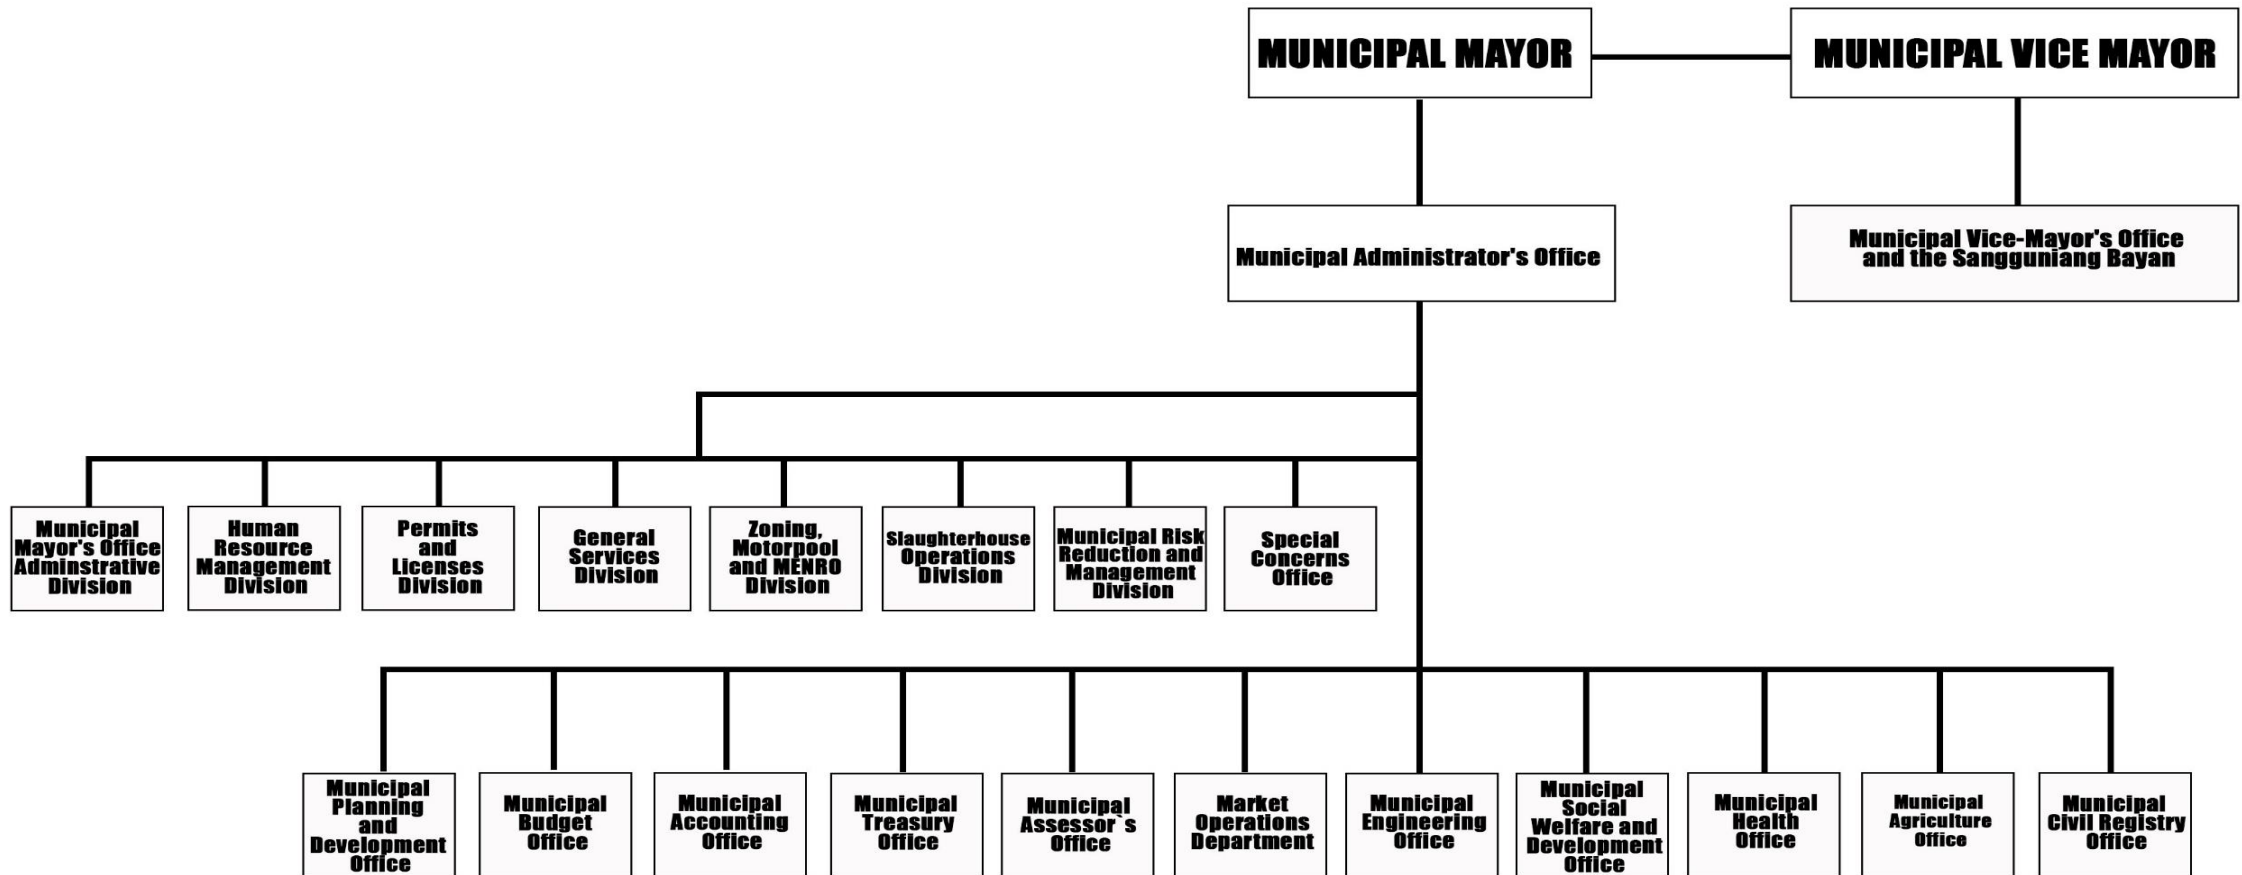 MUNICIPAL MAYOR
MUNICIPAL VICE MAYOR
Municipal Administrator's Office
Municipal Vice-Mayor's Office
and the Sangguniang Bayan
Municipal
Mayor's Office
Adminstrative
Division
Human
Resource
Management
Division
Permits
and
Licenses
Division
General
Services
Division
Zoning,
Motorpool
and MENRO
Division
Slaughterhouse
Operations
Division
Municipal Risk
Reduction and
Management
Division
Special
Concerns
Office
Municipal
Planning
and
Development
Office
Municipal
Budget
Office
Municipal
Accounting
Office
Municipal
Treasury
Office
Municipal
Assessor`s
Office
Market
Operations
Department
Municipal
Engineering
Office
Municipal
Social
Welfare and
Development
Office
Municipal
Health
Office
Municipal
Agriculture
Office
Municipal
Civil Registry
Office